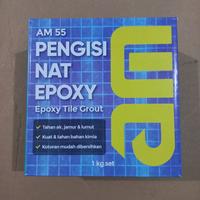 AM 55
PENGISI
NAT
EPOXY
Epoxy Tile Grout
Tahan air, jamur & lumut
Kuat & tahan bahan kimia
Kotoran mudah dibersihkan
1 kg set
AM